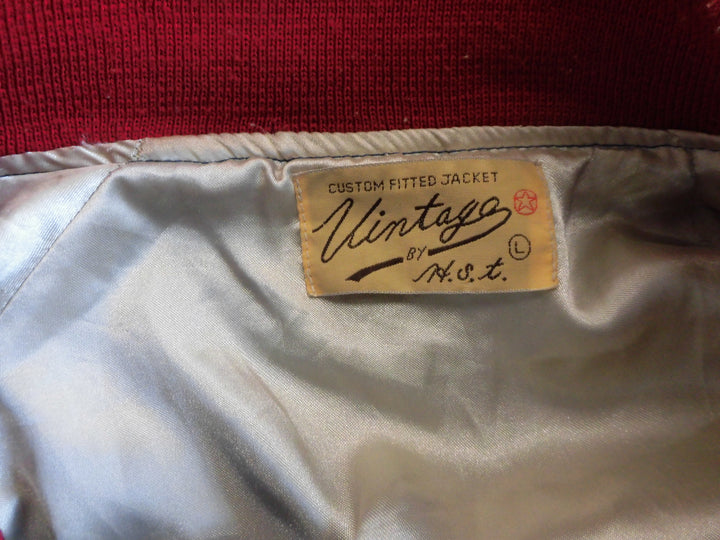 CUSTOM FITTED JACKET
Vintage
BY
H.S.t.
L